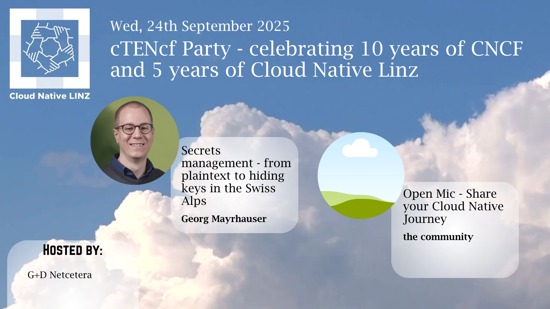 Wed, 24th September 2025
cTENcf Party - celebrating 10 years of CNCF
and 5 years of Cloud Native Linz
Cloud Native LINZ
Secrets
management - from
plaintext to hiding
keys in the Swiss
Alps
Georg Mayrhauser
Open Mic - Share
your Cloud Native
Journey
the community
HOSTED BY:
G+D Netcetera